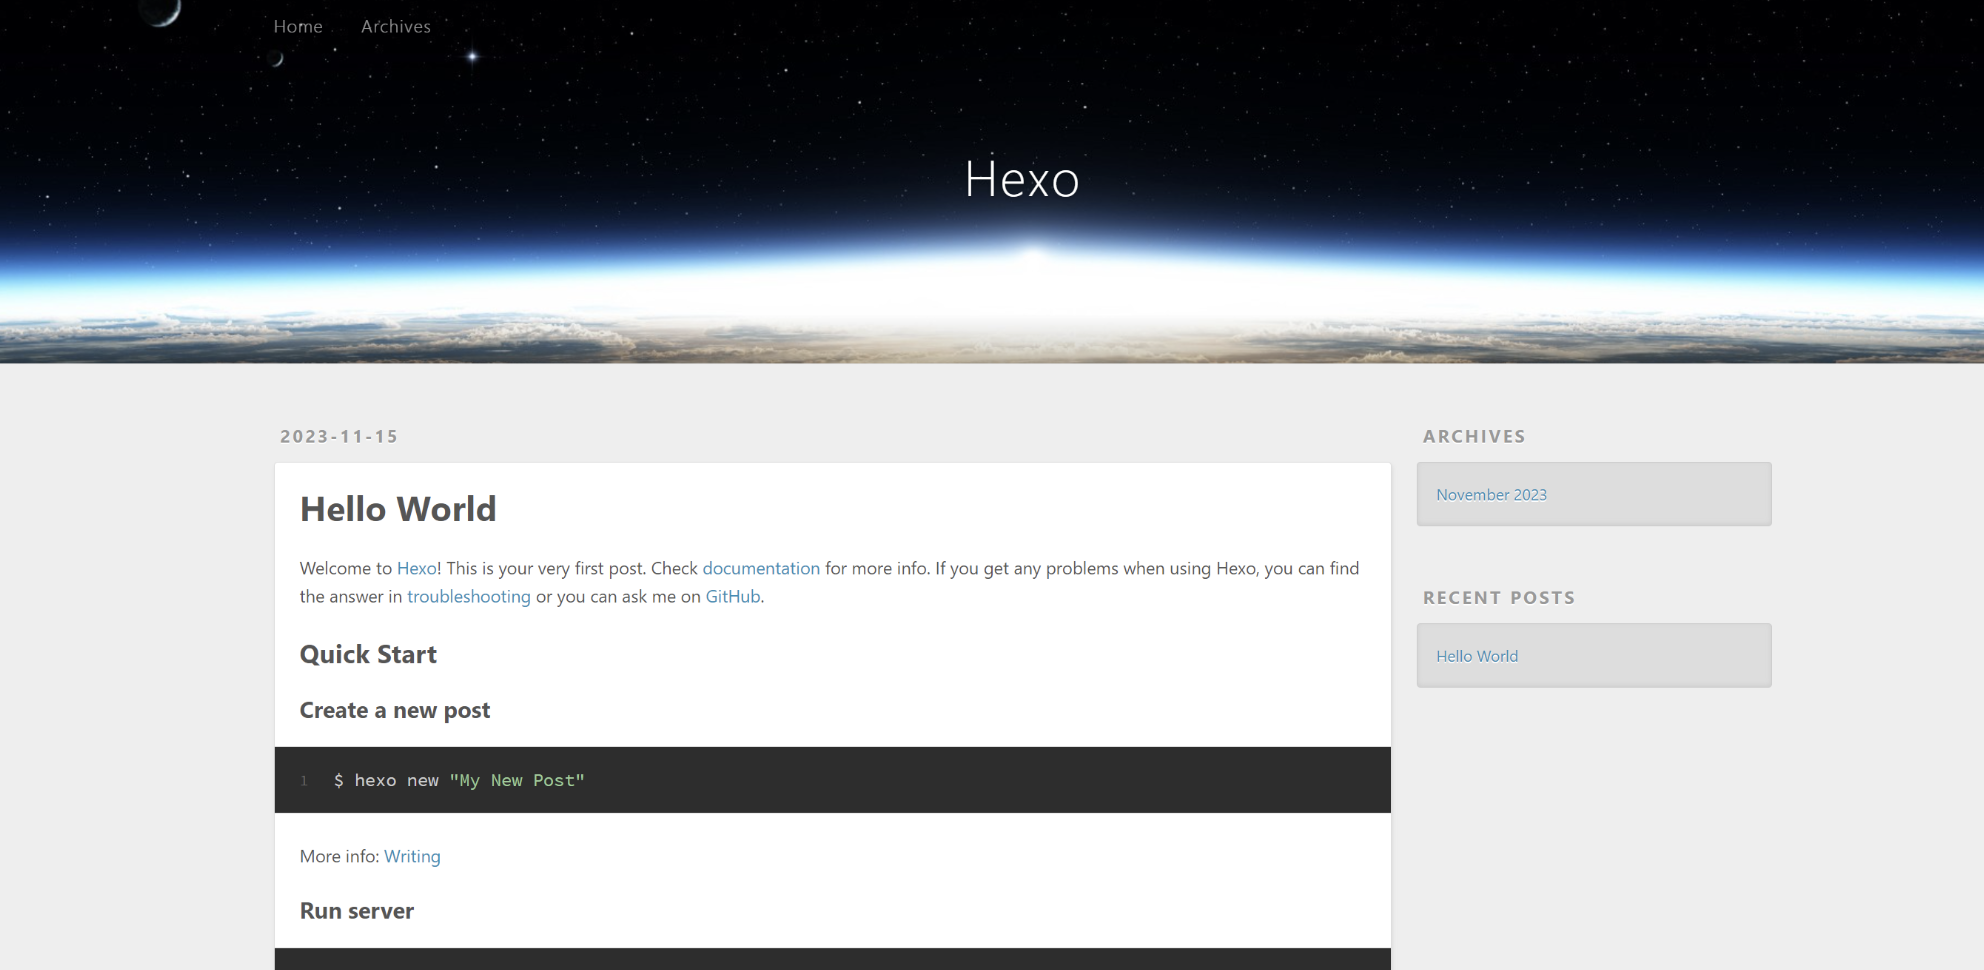 Home Archives
Hexo
2023-11-15
Hello World
Welcome to Hexo! This is your very first post. Check documentation for more info. If you get any problems when using Hexo, you can find
the answer in troubleshooting or you can ask me on GitHub.
Quick Start
Create a new post
1 $ hexo new "My New Post"
More info: Writing
Run server
ARCHIVES
November 2023
RECENT POSTS
Hello World